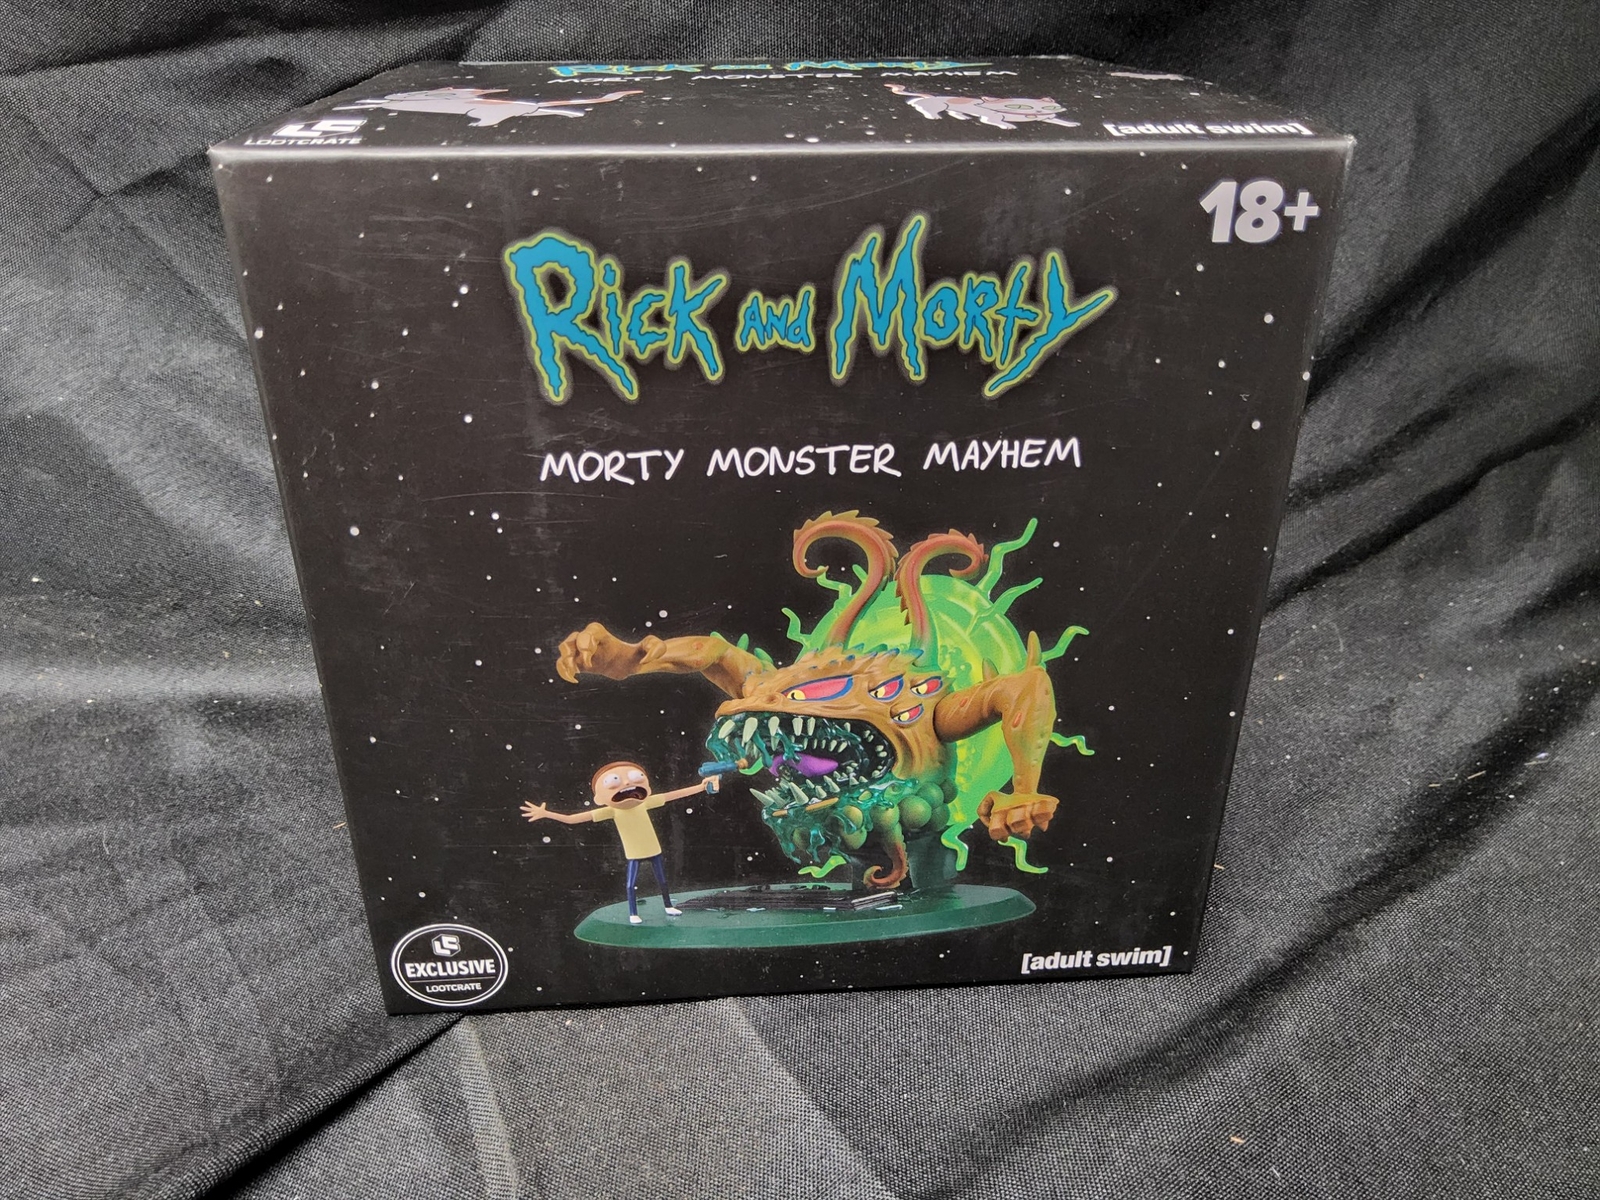 Rick and Morty
MORTY MONSTER MAYHEM
LOOTCRATE
[adult swim]
18+
Rick and Morty
MORTY MONSTER MAYHEM
LS
EXCLUSIVE
LOOTCRATE
[adult swim]